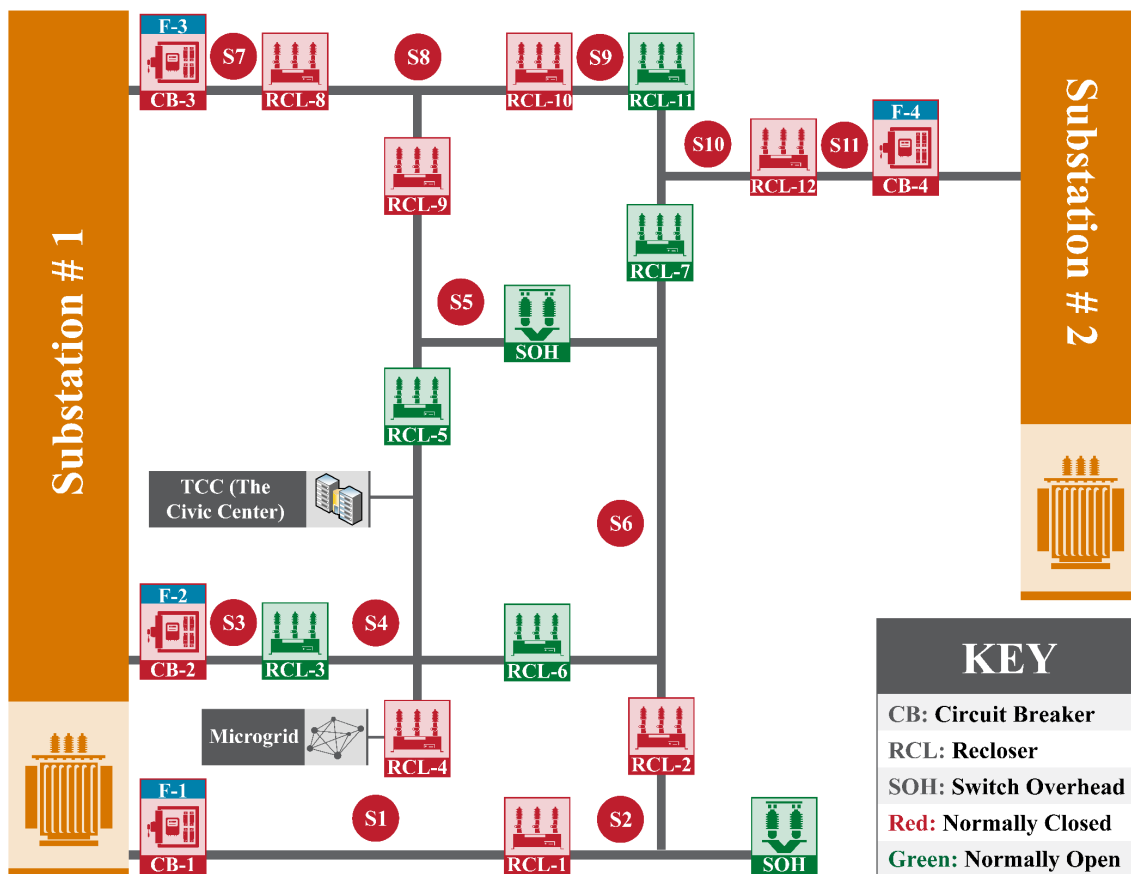 Substation # 1
F-3
CB-3
S7
RCL-8
S8
RCL-10
S9
RCL-11
RCL-9
S10
RCL-12
S11
F-4
CB-4
Substation # 2
RCL-7
S5
SOH
RCL-5
TCC (The
Civic Center)
S6
F-2
CB-2
S3
RCL-3
S4
RCL-6
Microgrid
RCL-4
RCL-2
F-1
CB-1
S1
RCL-1
S2
SOH
KEY
CB: Circuit Breaker
RCL: Recloser
SOH: Switch Overhead
Red: Normally Closed
Green: Normally Open